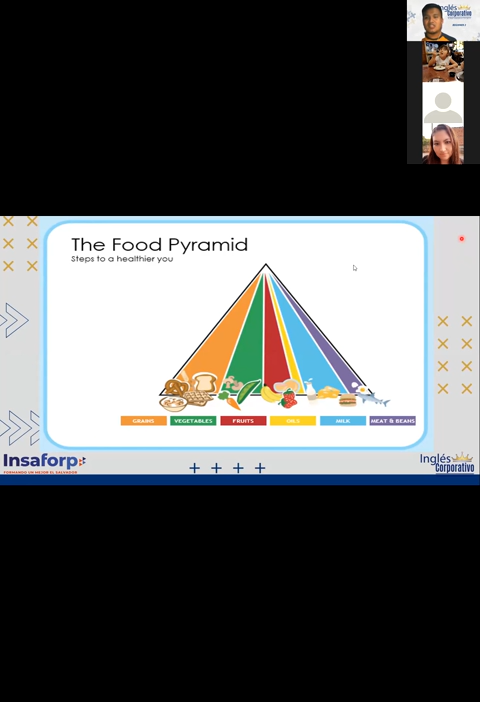 Inglés
Corporativo
The Food Pyramid
Steps to a healthier you
GRAINS
VEGETABLES
FRUITS
OILS
MILK
MEAT & BEANS
Insaforp
FORMANDO UN MEJOR EL SALVADOR
Inglés
Corporativo